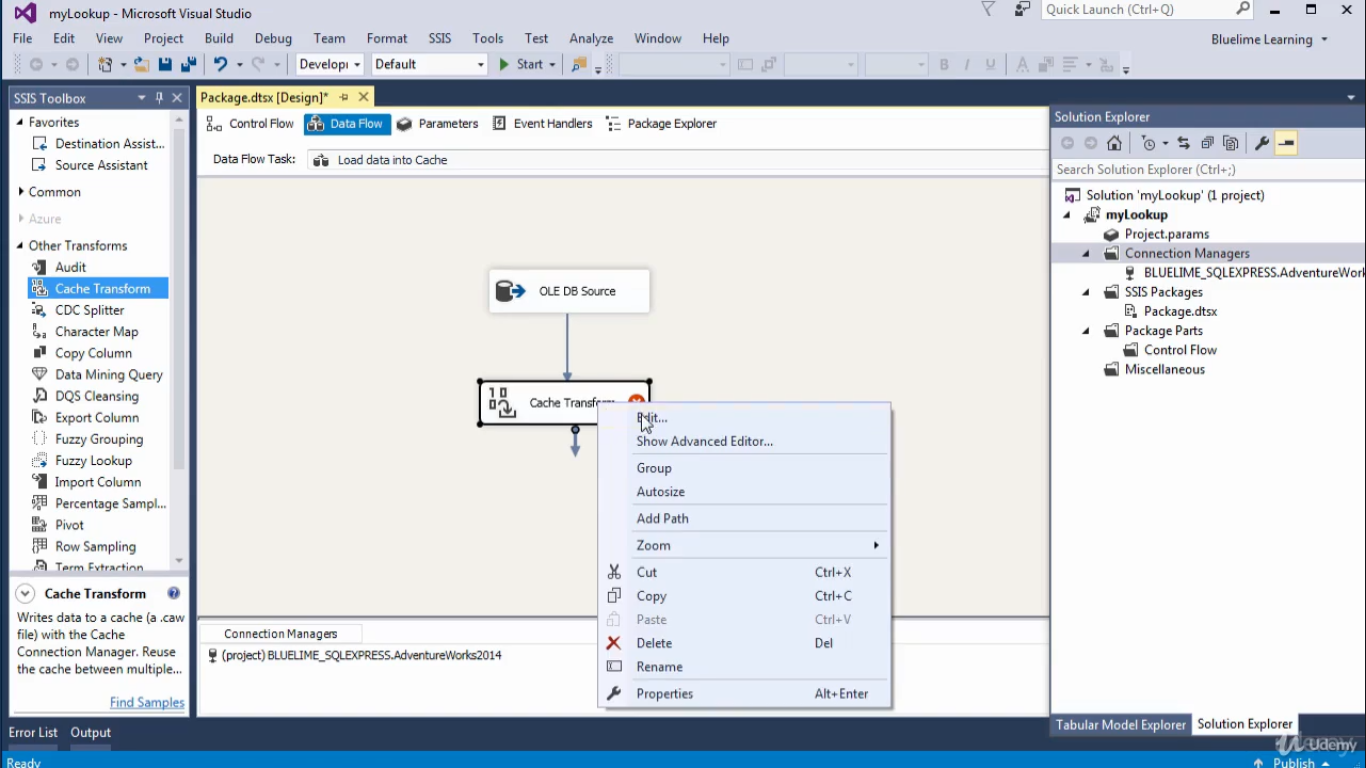 myLookup - Microsoft Visual Studio
Quick Launch (Ctrl+Q)
File Edit View Project Build Debug Team Format SSIS Tools Test Analyze Window Help
Bluelime Learning
Developı Default Start
SSIS Toolbox
Favorites
Destination Assist...
Source Assistant
Common
Azure
Other Transforms
Audit
Cache Transform
CDC Splitter
Character Map
Copy Column
Data Mining Query
DQS Cleansing
Export Column
Fuzzy Grouping
Fuzzy Lookup
Import Column
Percentage Sampl...
Pivot
Row Sampling
Term Extraction
Cache Transform
Writes data to a cache (a .caw
file) with the Cache
Connection Manager. Reuse
the cache between multiple...
Find Samples
Package.dtsx [Design]*
Control Flow Data Flow Parameters Event Handlers Package Explorer
Data Flow Task: Load data into Cache
OLE DB Source
Cache Transform
Edit...
Show Advanced Editor...
Group
Autosize
Add Path
Zoom
Cut Ctrl+X
Copy Ctrl+C
Paste Ctrl+V
Delete Del
Rename
Properties Alt+Enter
Connection Managers
(project) BLUELIME_SQLEXPRESS.AdventureWorks2014
Solution Explorer
Search Solution Explorer (Ctrl+;)
Solution 'myLookup' (1 project)
myLookup
Project.params
Connection Managers
BLUELIME_SQLEXPRESS.AdventureWork
SSIS Packages
Package.dtsx
Package Parts
Control Flow
Miscellaneous
Tabular Model Explorer Solution Explorer
Error List Output
Udemy
Ready
Publish